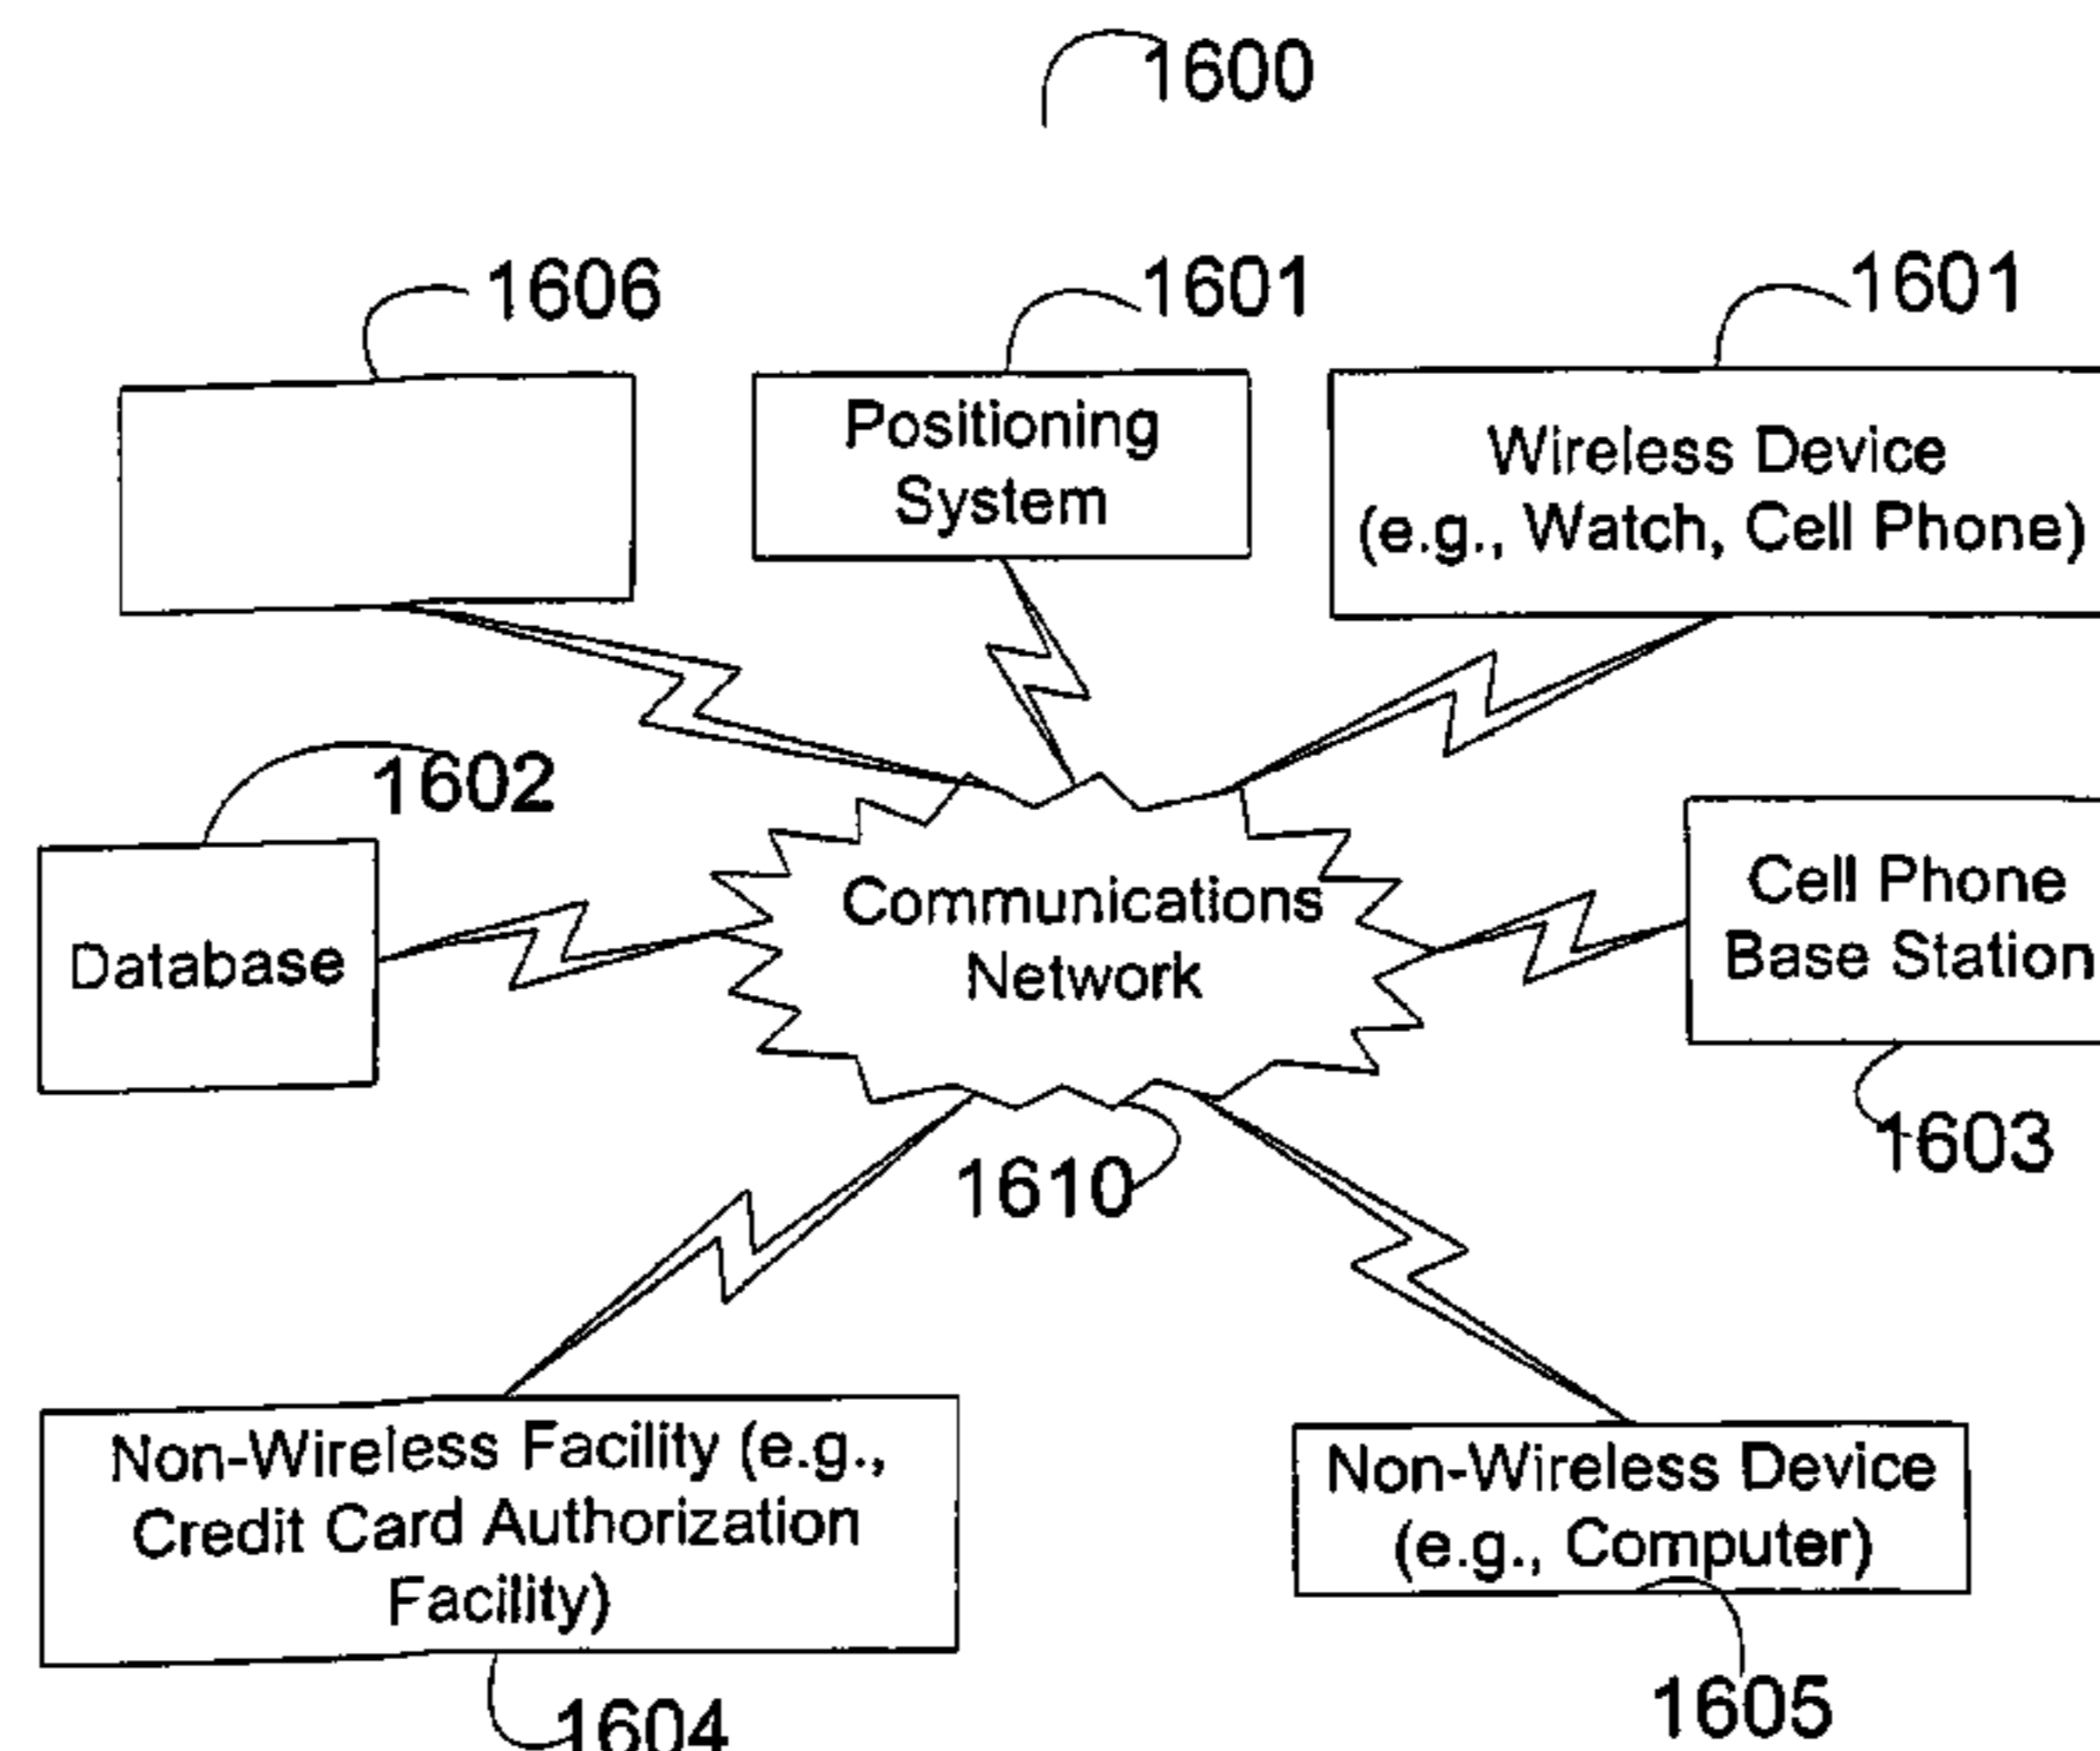 1600
1606
1601
1601
Positioning
System
Wireless Device
(e.g., Watch, Cell Phone)
1602
Database
Communications
Network
Cell Phone
Base Station
1603
1610
Non-Wireless Facility (e.g.,
Credit Card Authorization
Facility)
Non-Wireless Device
(e.g., Computer)
1604
1605